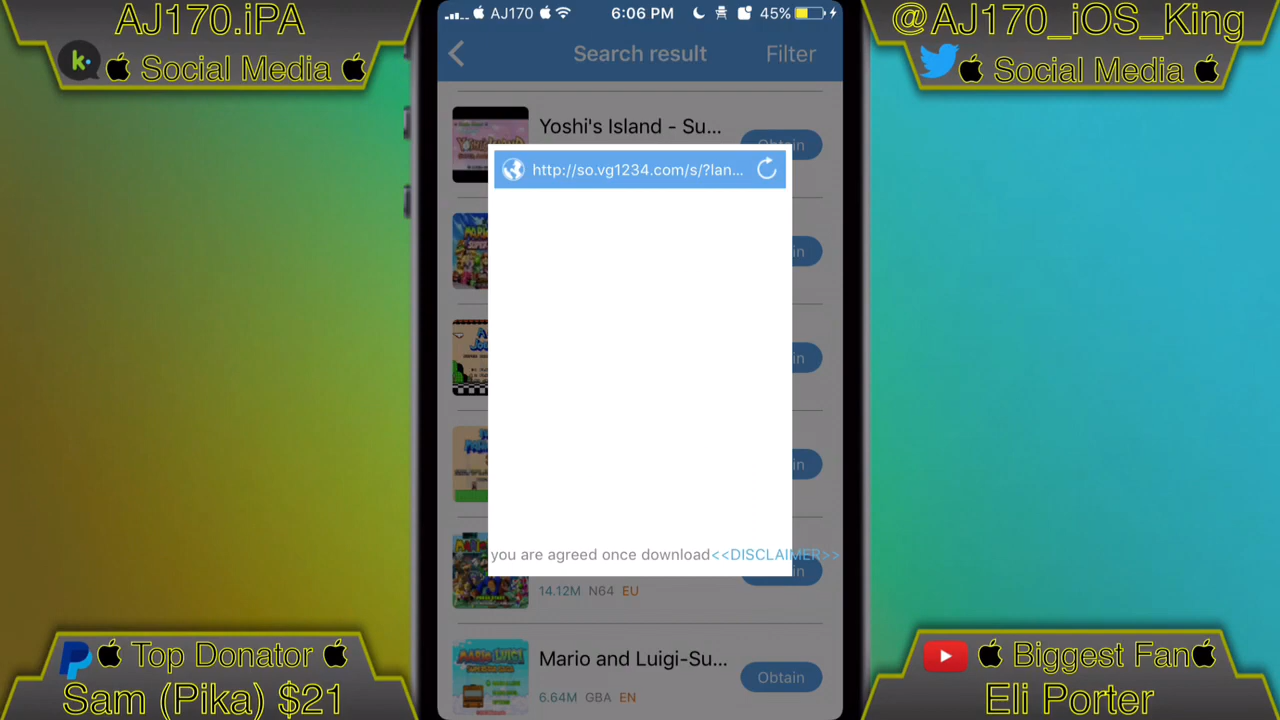 AJ170.iPA
Social Media
@AJ170_iOS_King
Social Media
AJ170 6:06 PM 45%
Search result Filter
Yoshi's Island - Su...
http://so.vg1234.com/s/?lan...
you are agreed once download<<DISCLAIMER>>
14.12M N64 EU
Mario and Luigi-Su...
Obtain
6.64M GBA EN
Top Donator
Sam (Pika) $21
Biggest Fan
Eli Porter